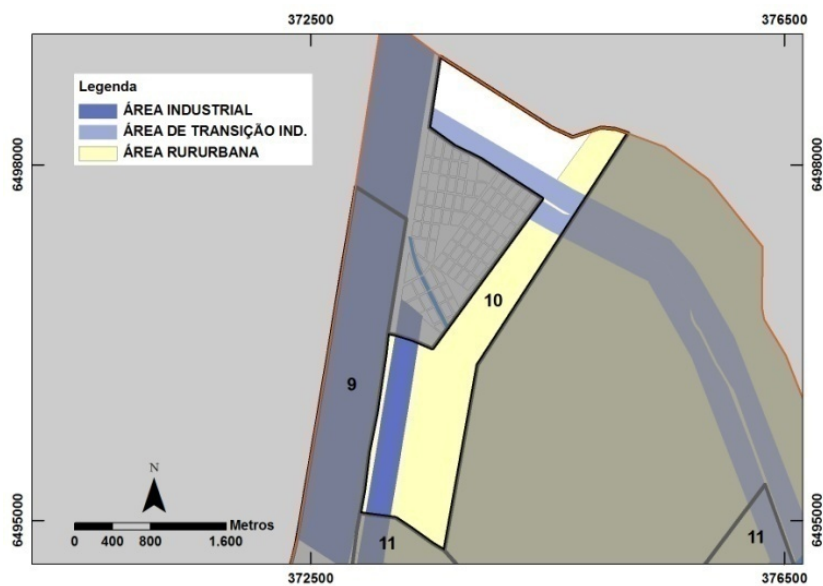 372500 376500
Legenda
ÁREA INDUSTRIAL
ÁREA DE TRANSIÇÃO IND.
ÁREA RURURBANA
6498000 6498000
10
9
N
Metros
0 400 800 1.600
6495000 6495000
11 11
372500 376500